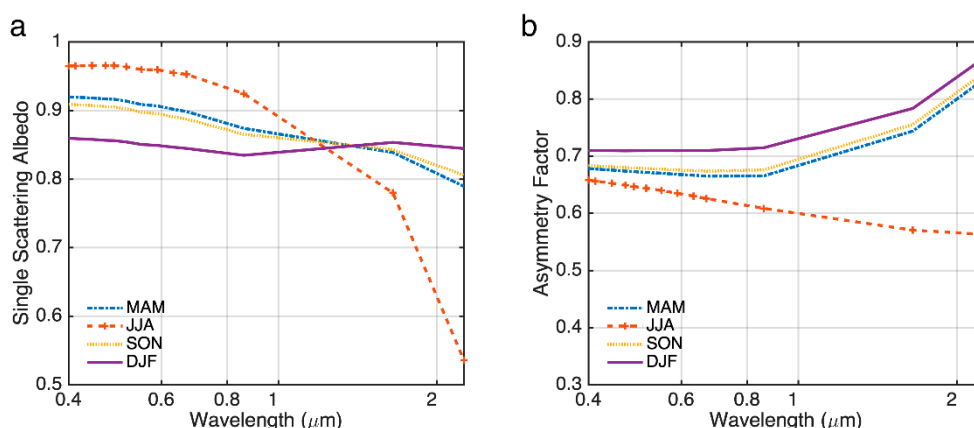 a
1
0.9
0.8
0.7
0.6
0.5
Single Scattering Albedo
MAM
JJA
SON
DJF
0.4
0.6
0.8
1
2
Wavelength (μm)
b
0.9
0.8
0.7
0.6
0.5
0.4
0.3
Asymmetry Factor
MAM
JJA
SON
DJF
0.4
0.6
0.8
1
2
Wavelength (μm)